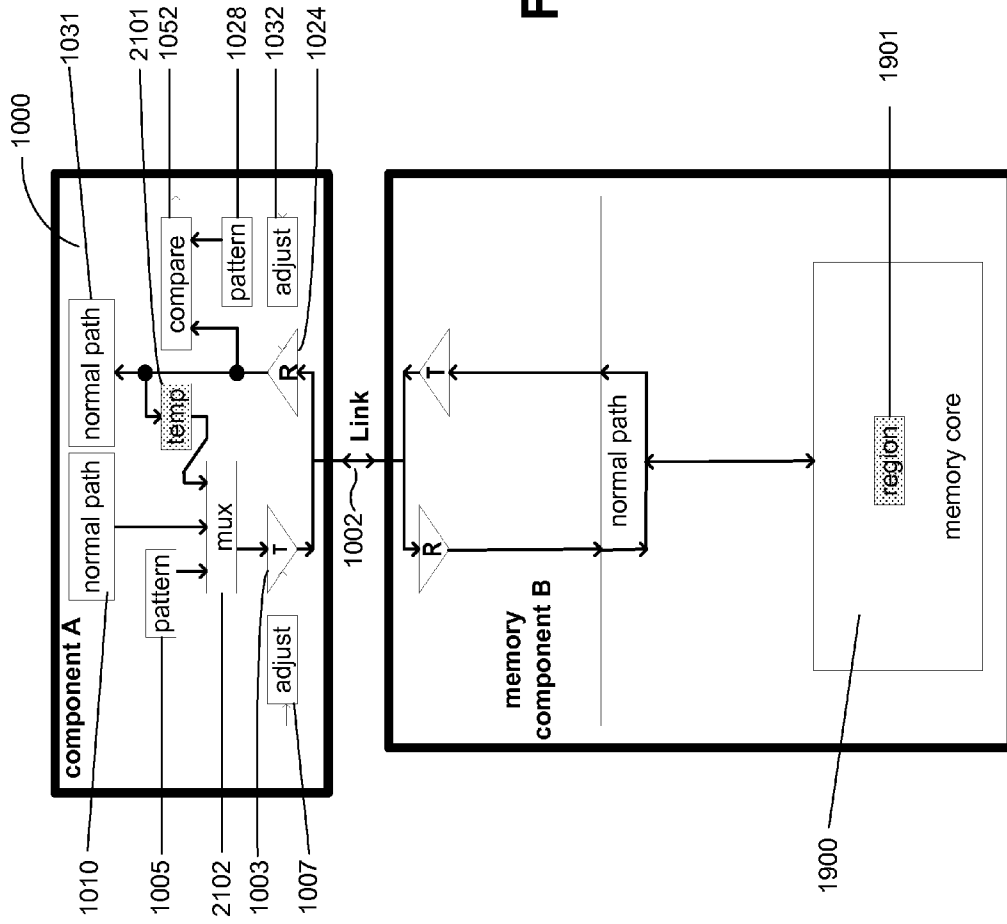 1000
1031
2101
1052
1028
1032
1024
F
component A
normal path
normal path
compare
pattern
temp
pattern
adjust
mux
R
T
adjust
1010
1005
2102
1003
1007
1002
Link
memory
component B
R
T
normal path
region
memory core
1900
1901